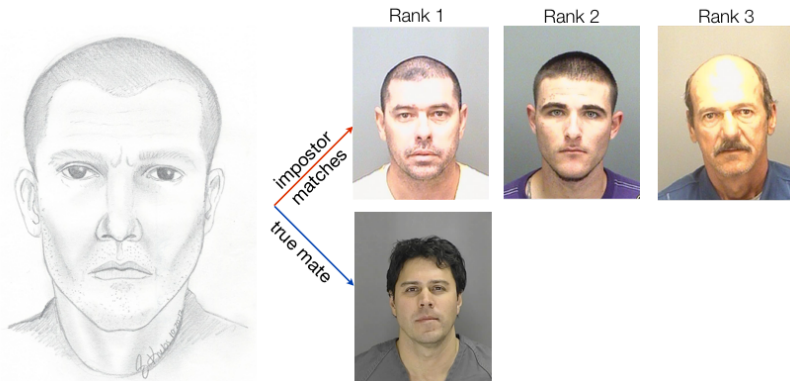 Rank 1
Rank 2
Rank 3
impostor
matches
true mate